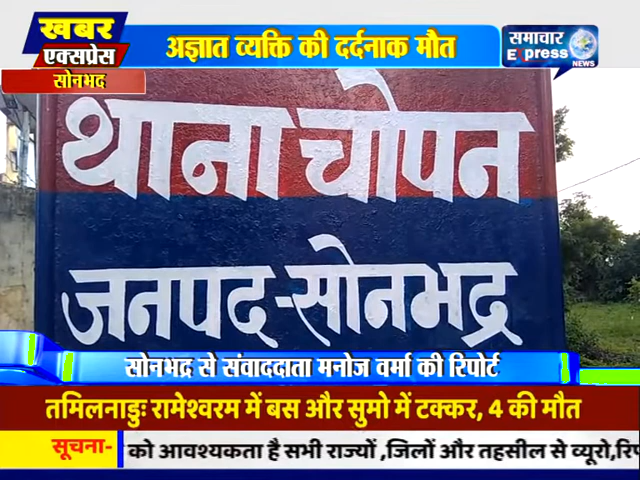 खबर
एक्सप्रेस
सोनभद्र
अज्ञात व्यक्ति की दर्दनाक मौत
समाचार
Express
NEWS
थाना चोपन
जनपद-सोनभद्र
सोनभद्र से संवाददाता मनोज वर्मा की रिपोर्ट
तमिलनाडुः रामेश्वरम में बस और सुमो में टक्कर, 4 की मौत
सूचना- को आवश्यकता है सभी राज्यों ,जिलों और तहसील से ब्यूरो,रिप